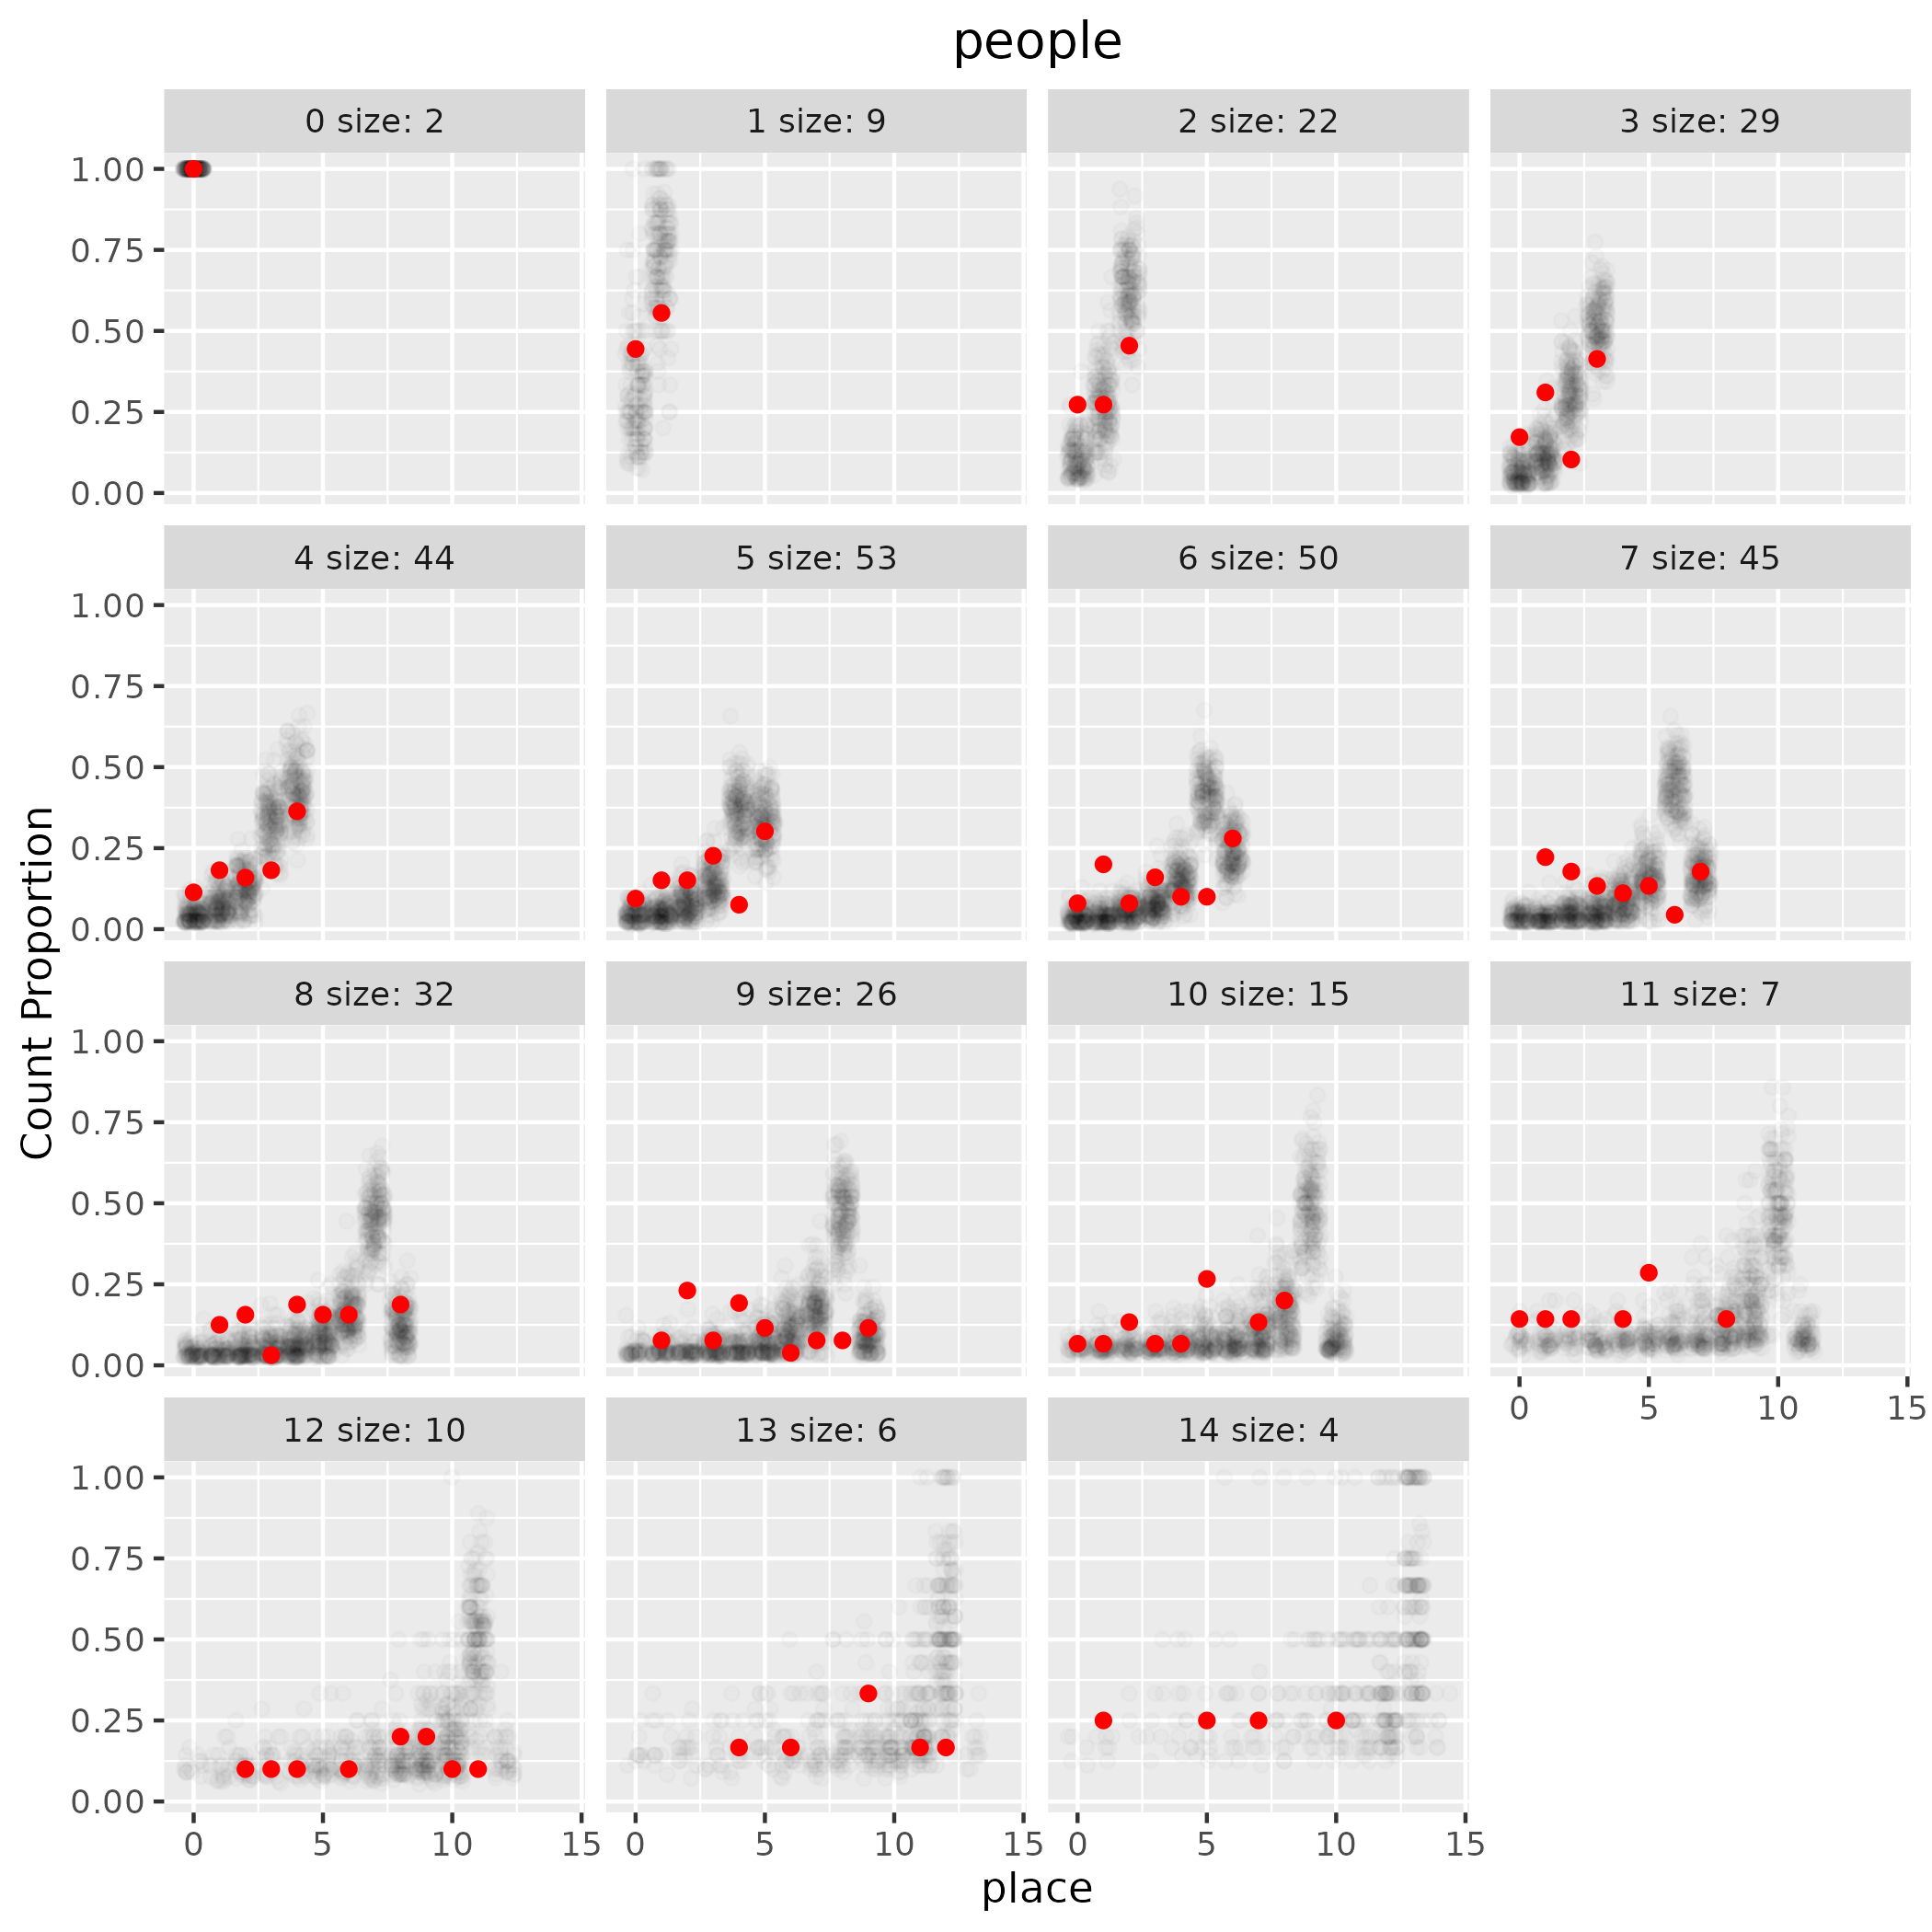 people
0 size: 2
1 size: 9
2 size: 22
3 size: 29
1.00
0.75
0.50
0.25
0.00
4 size: 44
5 size: 53
6 size: 50
7 size: 45
1.00
0.75
0.50
0.25
0.00
Count Proportion
8 size: 32
9 size: 26
10 size: 15
11 size: 7
1.00
0.75
0.50
0.25
0.00
0 5 10 15
12 size: 10
13 size: 6
14 size: 4
1.00
0.75
0.50
0.25
0.00
0 5 10 15
0 5 10 15
0 5 10 15
place